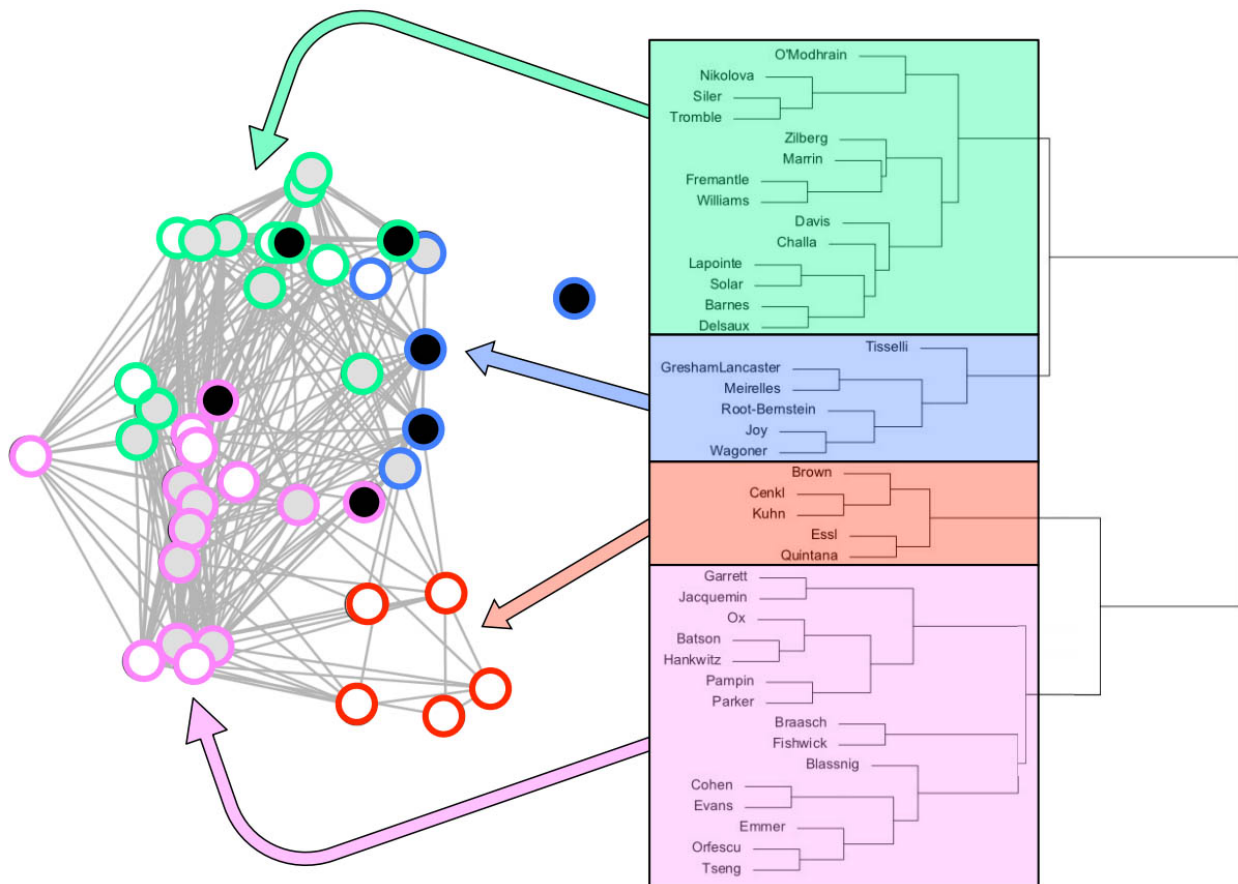 O'Modhrain
Nikolova
Siler
Tromble
Zilberg
Marrin
Fremantle
Williams
Davis
Challa
Lapointe
Solar
Barnes
Delsaux
Tisselli
GreshamLancaster
Meirelles
Root-Bernstein
Joy
Wagoner
Brown
Cenkl
Kuhn
Essl
Quintana
Garrett
Jacquemin
Ox
Batson
Hankwitz
Pampin
Parker
Braasch
Fishwick
Blassnig
Cohen
Evans
Emmer
Orfescu
Tseng